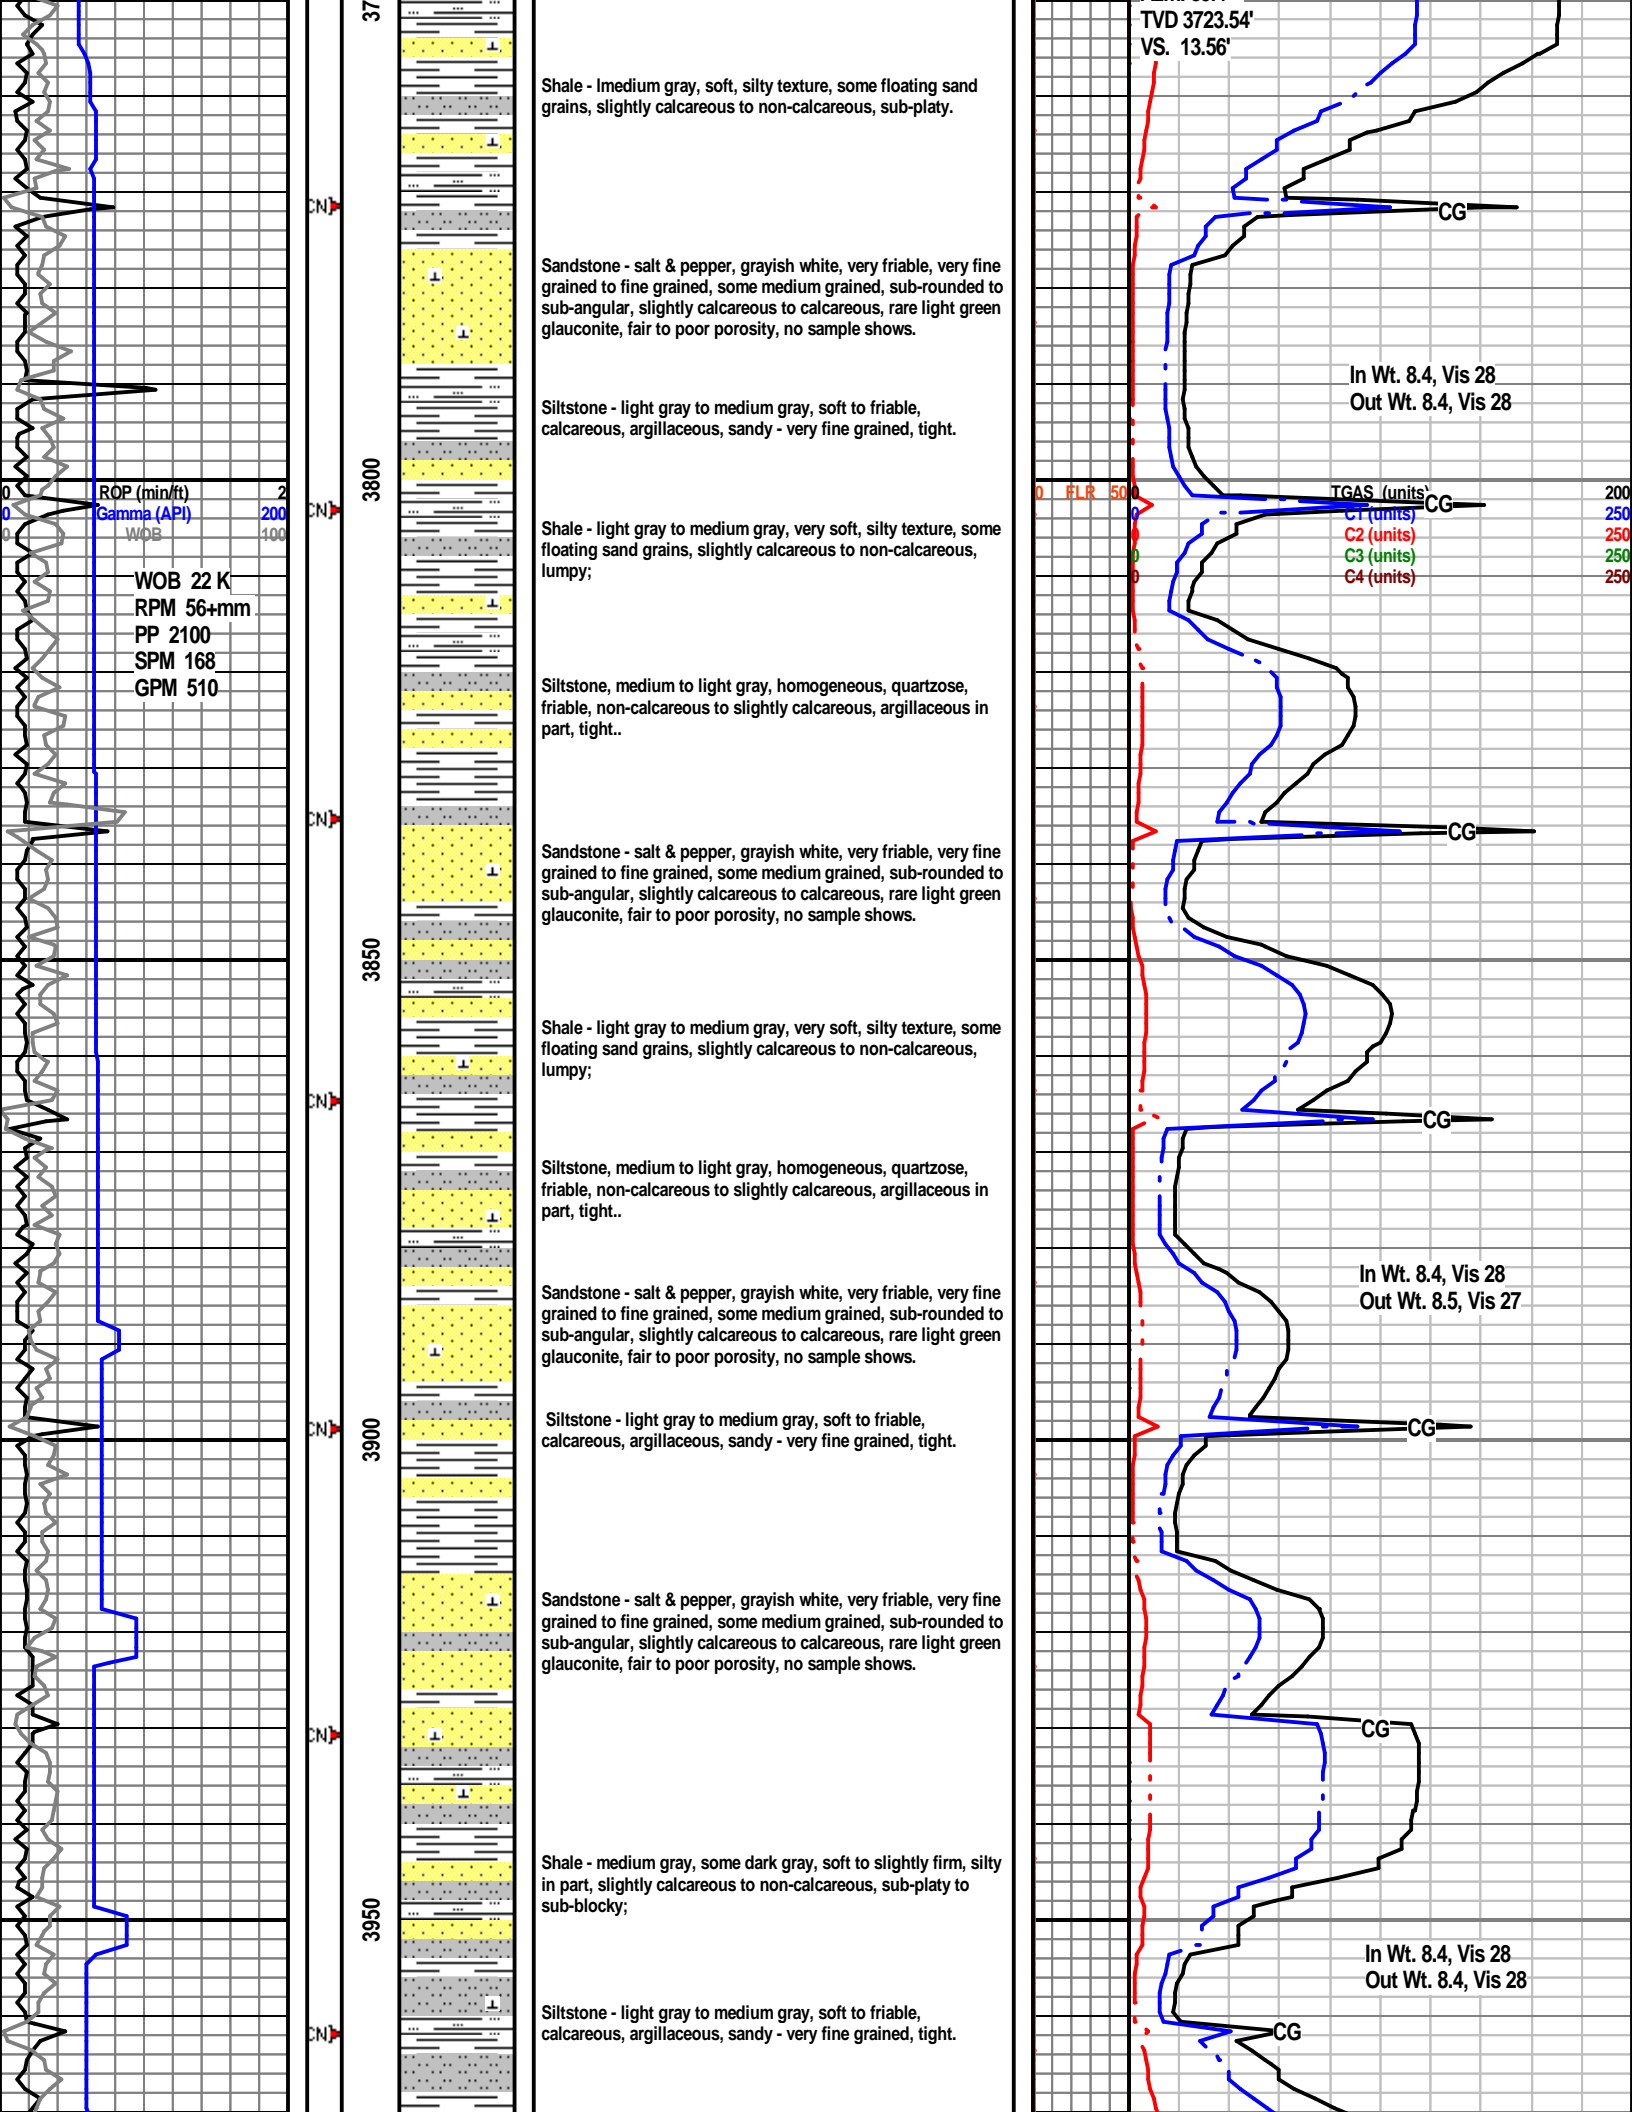 TVD 3723.54'
VS. 13.56'
Shale - lmedium gray, soft, silty texture, some floating sand
grains, slightly calcareous to non-calcareous, sub-platy.
CN]
CG
Sandstone - salt & pepper, grayish white, very friable, very fine
grained to fine grained, some medium grained, sub-rounded to
sub-angular, slightly calcareous to calcareous, rare light green
glauconite, fair to poor porosity, no sample shows.
In Wt. 8.4, Vis 28
Out Wt. 8.4, Vis 28
Siltstone - light gray to medium gray, soft to friable,
calcareous, argillaceous, sandy - very fine grained, tight.
3800
0 ROP (min/ft) 2
0 Gamma (API) 200
0 WOB 100
CN]
0 FLR 50
0 TGAS (units) 200
CG
0 C1 (units) 250
0 C2 (units) 250
0 C3 (units) 250
0 C4 (units) 250
Shale - light gray to medium gray, very soft, silty texture, some
floating sand grains, slightly calcareous to non-calcareous,
lumpy;
WOB 22 K
RPM 56+mm
PP 2100
SPM 168
GPM 510
Siltstone, medium to light gray, homogeneous, quartzose,
friable, non-calcareous to slightly calcareous, argillaceous in
part, tight..
CN]
CG
Sandstone - salt & pepper, grayish white, very friable, very fine
grained to fine grained, some medium grained, sub-rounded to
sub-angular, slightly calcareous to calcareous, rare light green
glauconite, fair to poor porosity, no sample shows.
3850
Shale - light gray to medium gray, very soft, silty texture, some
floating sand grains, slightly calcareous to non-calcareous,
lumpy;
CN]
CG
Siltstone, medium to light gray, homogeneous, quartzose,
friable, non-calcareous to slightly calcareous, argillaceous in
part, tight..
In Wt. 8.4, Vis 28
Out Wt. 8.5, Vis 27
Sandstone - salt & pepper, grayish white, very friable, very fine
grained to fine grained, some medium grained, sub-rounded to
sub-angular, slightly calcareous to calcareous, rare light green
glauconite, fair to poor porosity, no sample shows.
CN]
CG
3900
Siltstone - light gray to medium gray, soft to friable,
calcareous, argillaceous, sandy - very fine grained, tight.
Sandstone - salt & pepper, grayish white, very friable, very fine
grained to fine grained, some medium grained, sub-rounded to
sub-angular, slightly calcareous to calcareous, rare light green
glauconite, fair to poor porosity, no sample shows.
CN]
CG
Shale - medium gray, some dark gray, soft to slightly firm, silty
in part, slightly calcareous to non-calcareous, sub-platy to
sub-blocky;
3950
In Wt. 8.4, Vis 28
Out Wt. 8.4, Vis 28
Siltstone - light gray to medium gray, soft to friable,
calcareous, argillaceous, sandy - very fine grained, tight.
CN]
CG